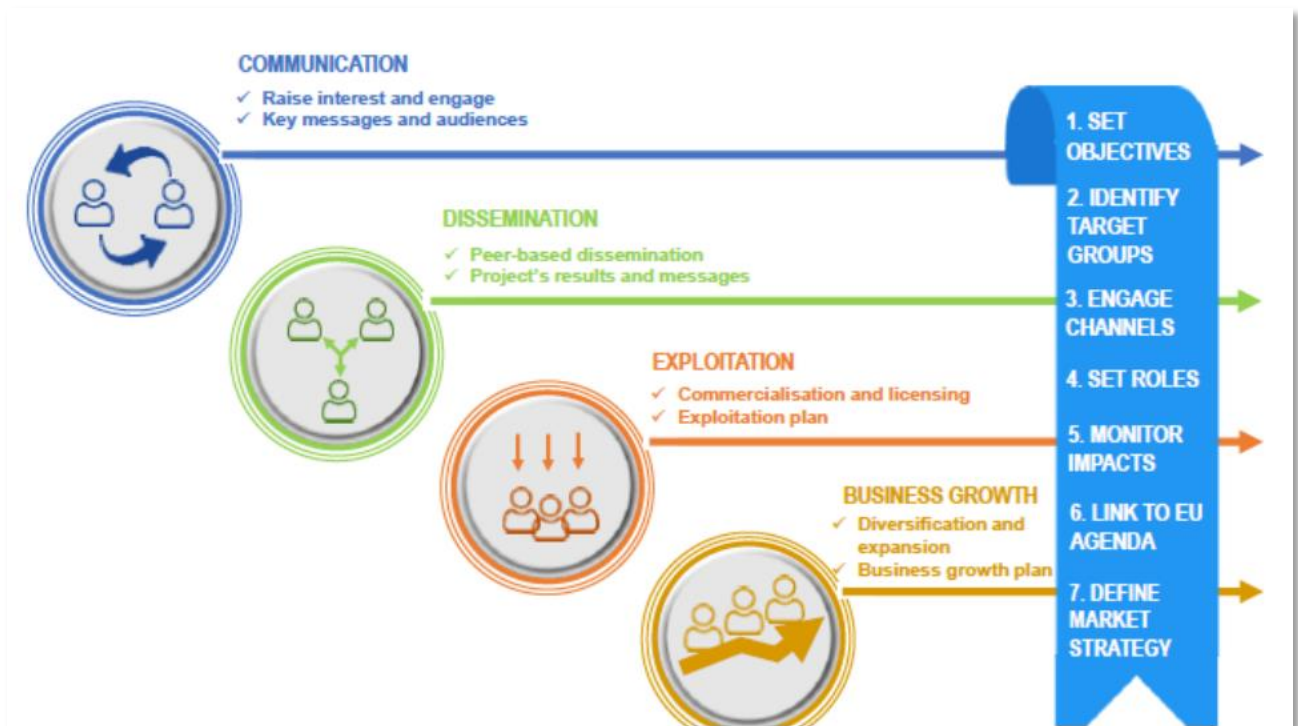 COMMUNICATION
✓ Raise interest and engage
✓ Key messages and audiences
DISSEMINATION
✓ Peer-based dissemination
✓ Project's results and messages
EXPLOITATION
✓ Commercialisation and licensing
✓ Exploitation plan
BUSINESS GROWTH
✓ Diversification and
expansion
✓ Business growth plan
1. SET
OBJECTIVES
2. IDENTIFY
TARGET
GROUPS
3. ENGAGE
CHANNELS
4. SET ROLES
5. MONITOR
IMPACTS
6. LINK TO EU
AGENDA
7. DEFINE
MARKET
STRATEGY